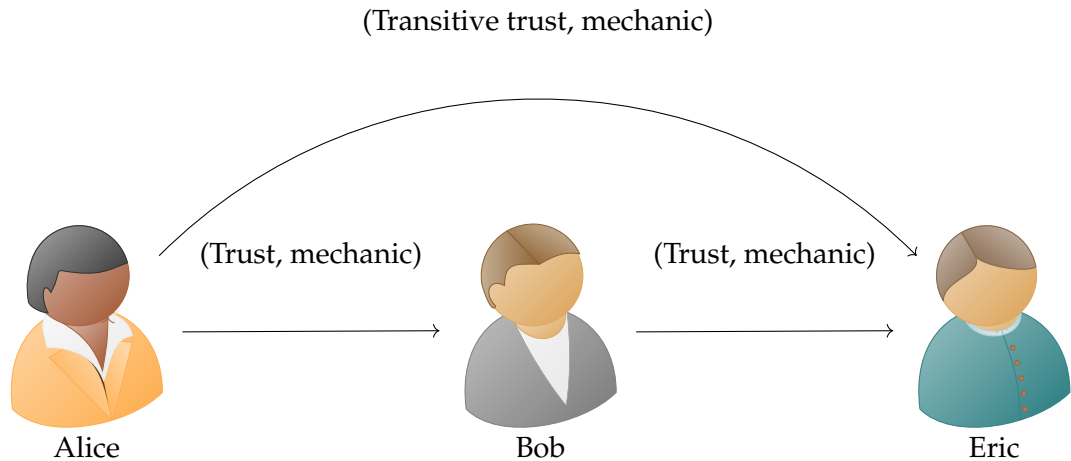 (Transitive trust, mechanic)
(Trust, mechanic)
(Trust, mechanic)
Alice
Bob
Eric